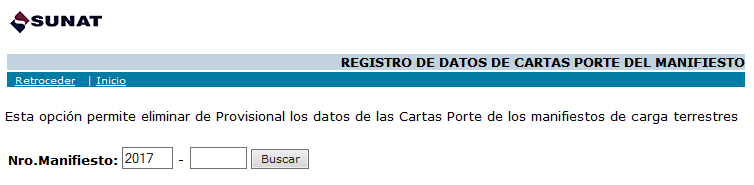 SUNAT
REGISTRO DE DATOS DE CARTAS PORTE DEL MANIFIESTO
Retroceder | Inicio
Esta opción permite eliminar de Provisional los datos de las Cartas Porte de los manifiestos de carga terrestres
Nro.Manifiesto: 2017 - Buscar